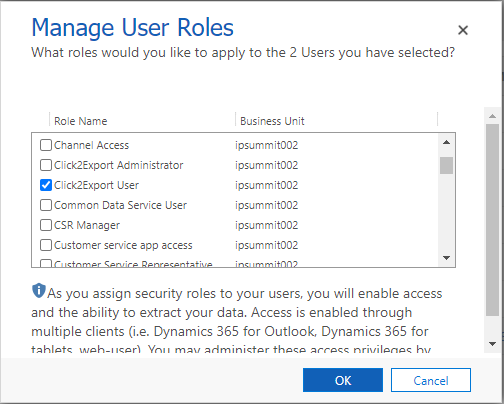 Manage User Roles
What roles would you like to apply to the 2 Users you have selected?
Role Name Business Unit
Channel Access ipsummit002
Click2Export Administrator ipsummit002
Click2Export User ipsummit002
Common Data Service User ipsummit002
CSR Manager ipsummit002
Customer service app access ipsummit002
Customer Service Representative ipsummit002
As you assign security roles to your users, you will enable access
and the ability to extract your data. Access is enabled through
multiple clients (i.e. Dynamics 365 for Outlook, Dynamics 365 for
tablets, web-user). You may administer these access privileges by
OK Cancel